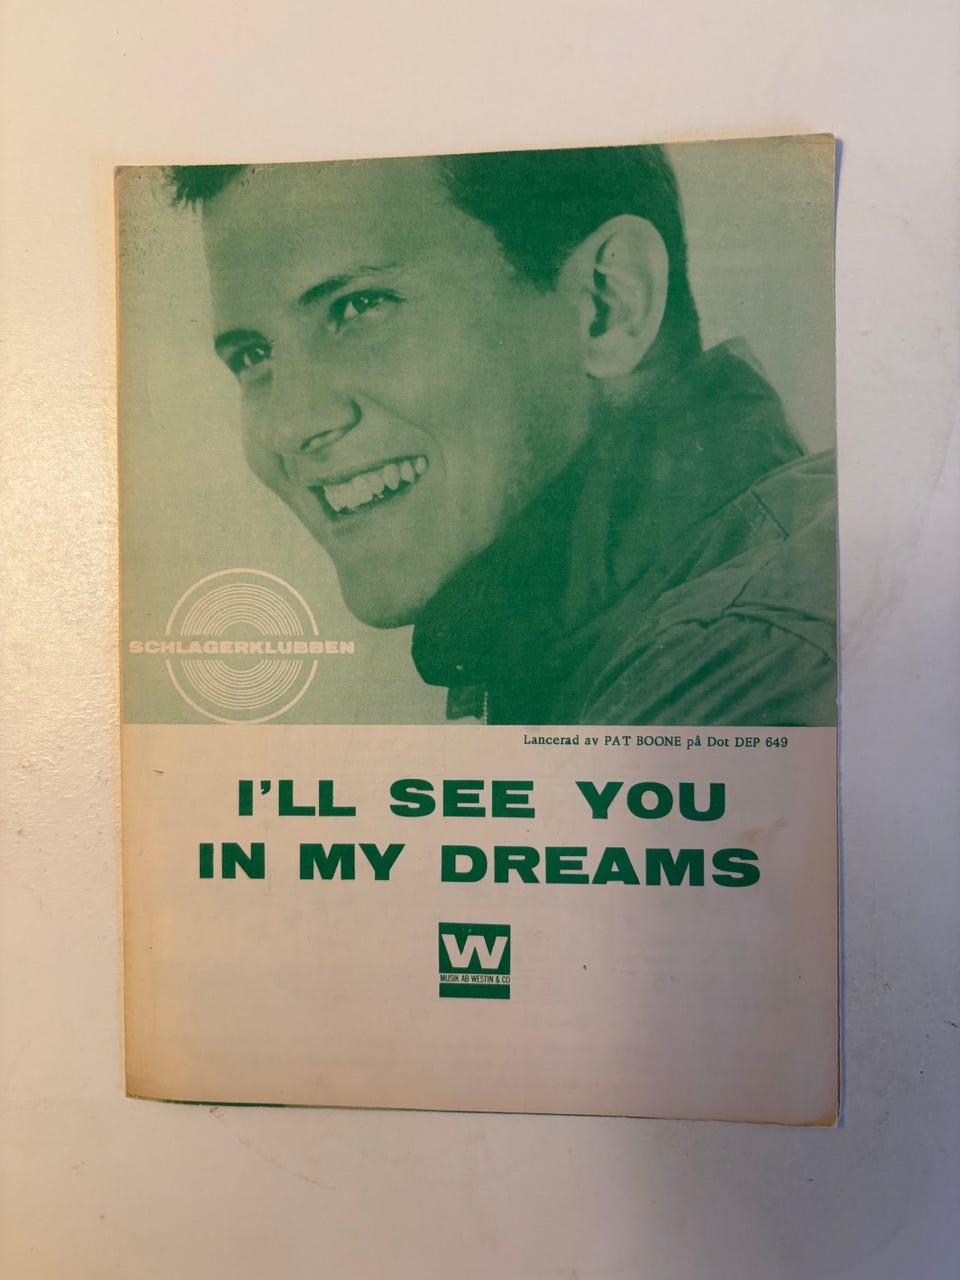 SCHLAGERKLUBBEN
Lancerad av PAT BOONE på Dot DEP 649
I'LL SEE YOU
IN MY DREAMS
W
MUSIK AB WESTIN & CO